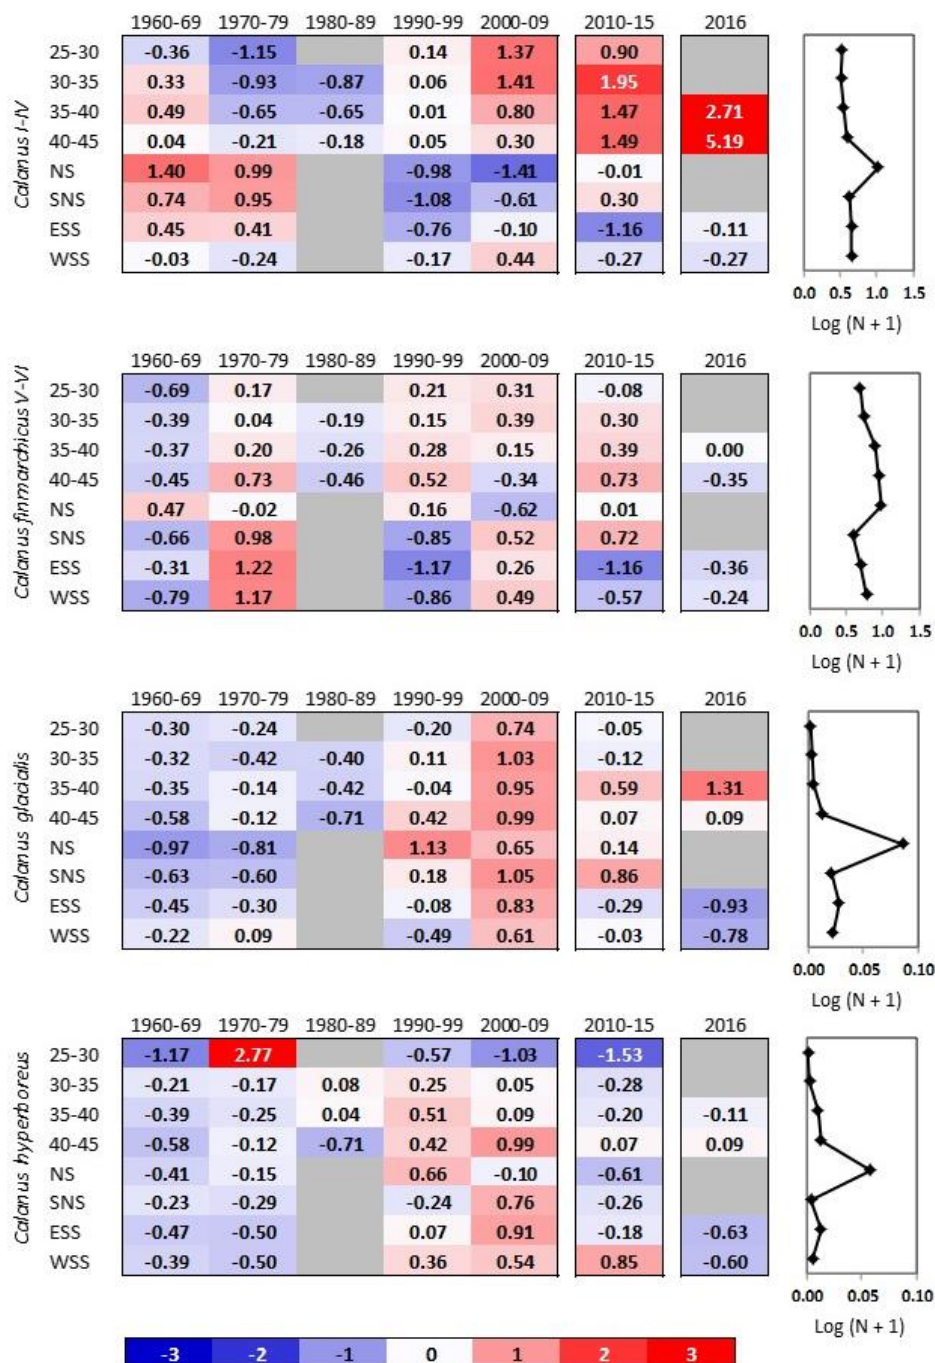 1960-69 1970-79 1980-89 1990-99 2000-09 2010-15 2016
Calanus I-IV
25-30 -0.36 -1.15 0.14 1.37 0.90
30-35 0.33 -0.93 -0.87 0.06 1.41 1.95
35-40 0.49 -0.65 -0.65 0.01 0.80 1.47 2.71
40-45 0.04 -0.21 -0.18 0.05 0.30 1.49 5.19
NS 1.40 0.99 -0.98 -1.41 -0.01
SNS 0.74 0.95 -1.08 -0.61 0.30
ESS 0.45 0.41 -0.76 -0.10 -1.16 -0.11
WSS -0.03 -0.24 -0.17 0.44 -0.27 -0.27
0.0 0.5 1.0 1.5
Log (N + 1)
1960-69 1970-79 1980-89 1990-99 2000-09 2010-15 2016
Calanus finmarchicus V-VI
25-30 -0.69 0.17 0.21 0.31 -0.08
30-35 -0.39 0.04 -0.19 0.15 0.39 0.30
35-40 -0.37 0.20 -0.26 0.28 0.15 0.39 0.00
40-45 -0.45 0.73 -0.46 0.52 -0.34 0.73 -0.35
NS 0.47 -0.02 0.16 -0.62 0.01
SNS -0.66 0.98 -0.85 0.52 0.72
ESS -0.31 1.22 -1.17 0.26 -1.16 -0.36
WSS -0.79 1.17 -0.86 0.49 -0.57 -0.24
0.0 0.5 1.0 1.5
Log (N + 1)
1960-69 1970-79 1980-89 1990-99 2000-09 2010-15 2016
Calanus glacialis
25-30 -0.30 -0.24 -0.20 0.74 -0.05
30-35 -0.32 -0.42 -0.40 0.11 1.03 -0.12
35-40 -0.35 -0.14 -0.42 -0.04 0.95 0.59 1.31
40-45 -0.58 -0.12 -0.71 0.42 0.99 0.07 0.09
NS -0.97 -0.81 1.13 0.65 0.14
SNS -0.63 -0.60 0.18 1.05 0.86
ESS -0.45 -0.30 -0.08 0.83 -0.29 -0.93
WSS -0.22 0.09 -0.49 0.61 -0.03 -0.78
0.00 0.05 0.10
Log (N + 1)
1960-69 1970-79 1980-89 1990-99 2000-09 2010-15 2016
Calanus hyperboreus
25-30 -1.17 2.77 -0.57 -1.03 -1.53
30-35 -0.21 -0.17 0.08 0.25 0.05 -0.28
35-40 -0.39 -0.25 0.04 0.51 0.09 -0.20 -0.11
40-45 -0.58 -0.12 -0.71 0.42 0.99 0.07 0.09
NS -0.41 -0.15 0.66 -0.10 -0.61
SNS -0.23 -0.29 -0.24 0.76 -0.26
ESS -0.47 -0.50 0.07 0.91 -0.18 -0.63
WSS -0.39 -0.50 0.36 0.54 0.85 -0.60
0.00 0.05 0.10
Log (N + 1)
-3 -2 -1 0 1 2 3